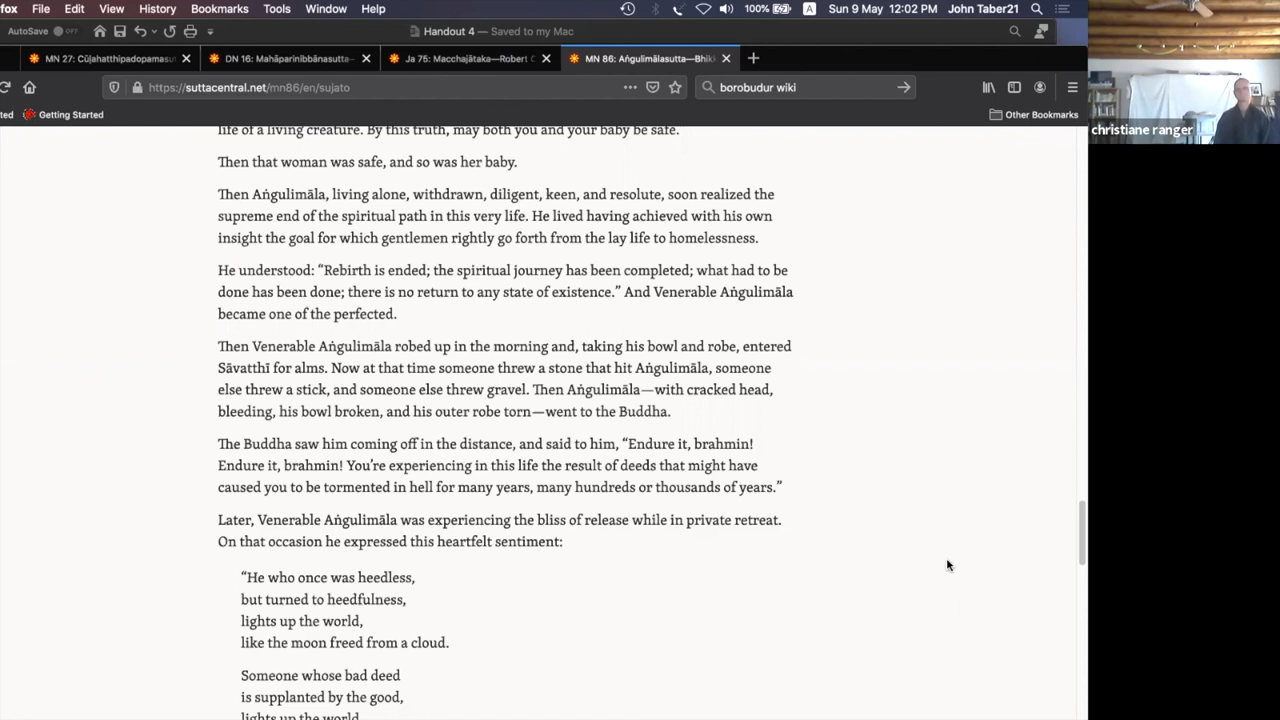 fox File Edit View History Bookmarks Tools Window Help 100% A Sun 9 May 12:02 PM John Taber21
AutoSave OFF Handout 4 — Saved to my Mac
MN 27: Cūḷahatthipadopamasut DN 16: Mahāparinibbānasutta— Ja 75: Macchajātaka—Robert C MN 86: Aṅgulimālasutta—Bhikk
https://suttacentral.net/mn86/en/sujato borobudur wiki
ted Getting Started Other Bookmarks
christiane ranger
life of a living creature. By this truth, may both you and your baby be safe.
Then that woman was safe, and so was her baby.
Then Aṅgulimāla, living alone, withdrawn, diligent, keen, and resolute, soon realized the
supreme end of the spiritual path in this very life. He lived having achieved with his own
insight the goal for which gentlemen rightly go forth from the lay life to homelessness.
He understood: “Rebirth is ended; the spiritual journey has been completed; what had to be
done has been done; there is no return to any state of existence.” And Venerable Aṅgulimāla
became one of the perfected.
Then Venerable Aṅgulimāla robed up in the morning and, taking his bowl and robe, entered
Sāvatthī for alms. Now at that time someone threw a stone that hit Aṅgulimāla, someone
else threw a stick, and someone else threw gravel. Then Aṅgulimāla—with cracked head,
bleeding, his bowl broken, and his outer robe torn—went to the Buddha.
The Buddha saw him coming off in the distance, and said to him, “Endure it, brahmin!
Endure it, brahmin! You’re experiencing in this life the result of deeds that might have
caused you to be tormented in hell for many years, many hundreds or thousands of years.”
Later, Venerable Aṅgulimāla was experiencing the bliss of release while in private retreat.
On that occasion he expressed this heartfelt sentiment:
“He who once was heedless,
but turned to heedfulness,
lights up the world,
like the moon freed from a cloud.
Someone whose bad deed
is supplanted by the good,
lights up the world